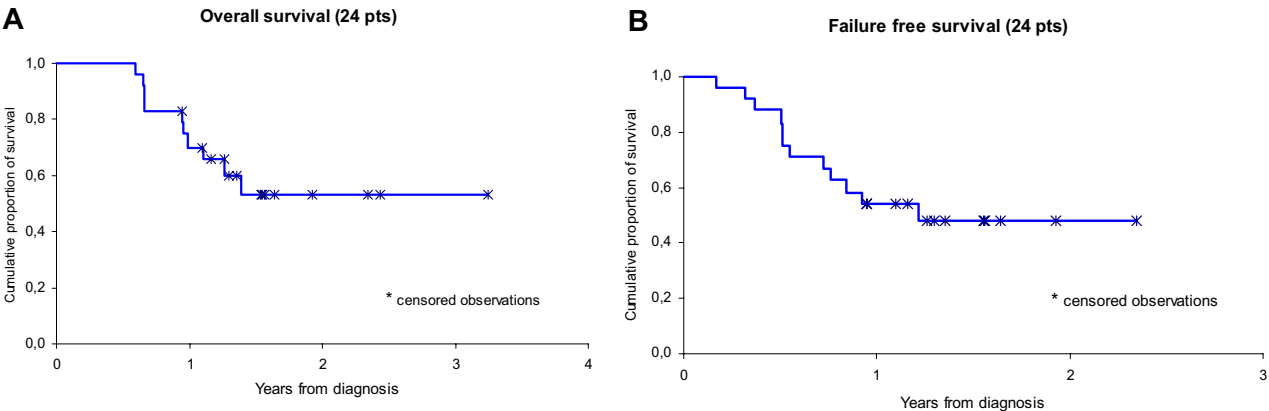 A
Overall survival (24 pts)
Cumulative proportion of survival
1,0
0,8
0,6
0,4
0,2
0,0
* censored observations
0 1 2 3 4
Years from diagnosis
B
Failure free survival (24 pts)
Cumulative proportion of survival
1,0
0,8
0,6
0,4
0,2
0,0
* censored observations
0 1 2 3
Years from diagnosis